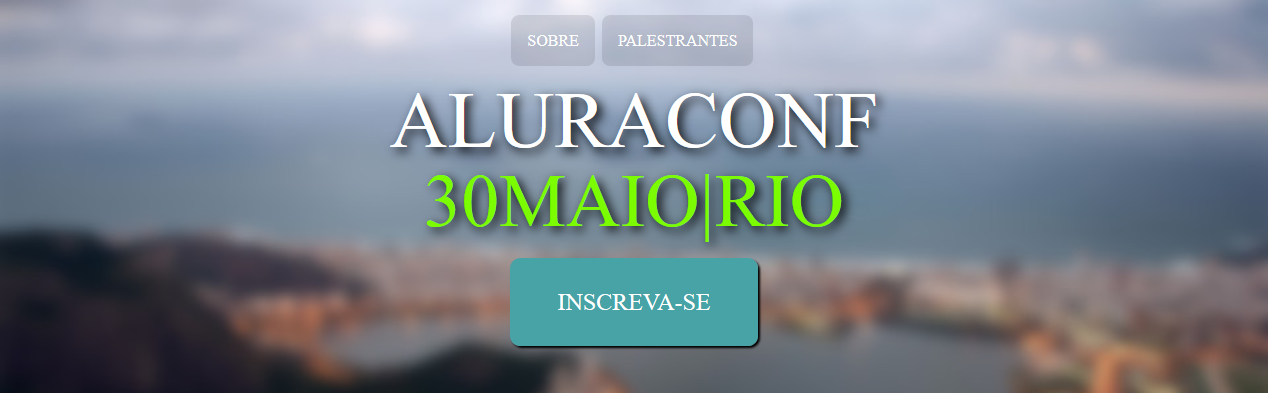 SOBRE PALESTRANTES
ALURACONF
30MAIO|RIO
INSCREVA-SE